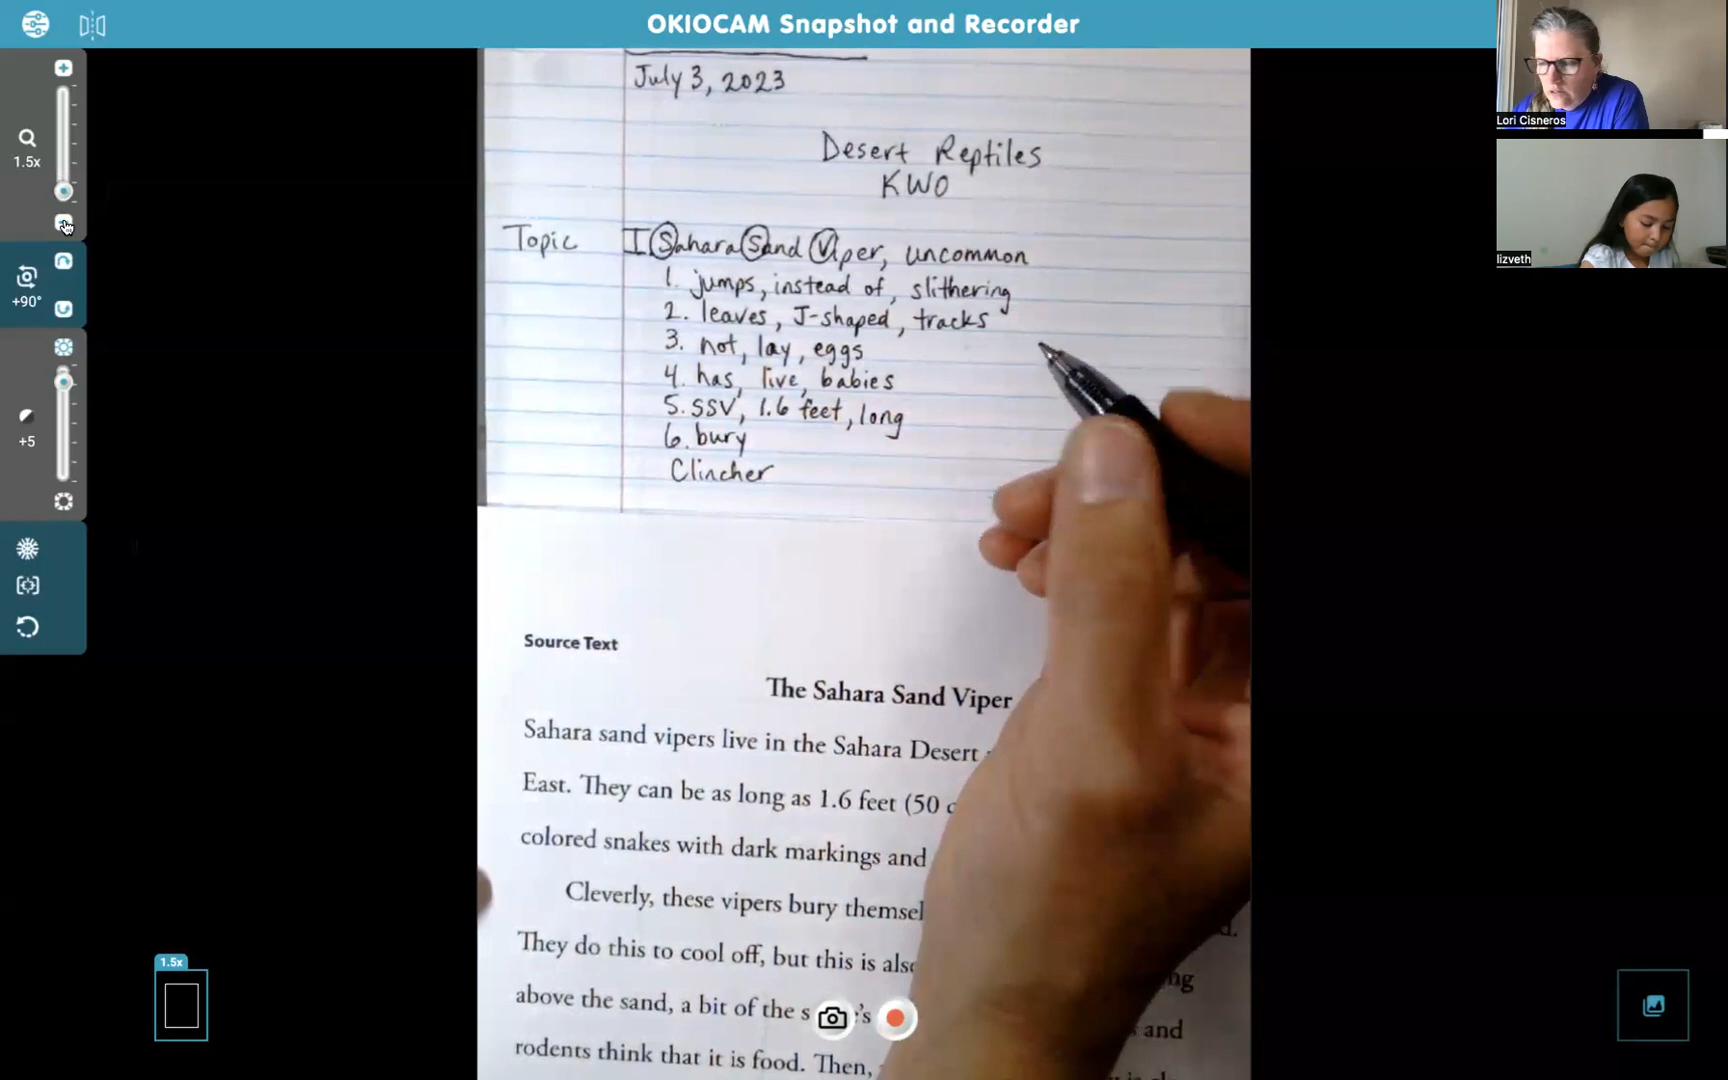 OKIOCAM Snapshot and Recorder
1.5x
+90°
+5
1.5x
Lori Cisneros
lizveth
July 3, 2023
Desert Reptiles
KWO
Topic I Sahara Sand Viper, uncommon
1. jumps, instead of, slithering
2. leaves, J-shaped, tracks
3. not, lay, eggs
4. has, live, babies
5. SSV, 1.6 feet, long
6. bury
Clincher
Source Text
The Sahara Sand Viper
Sahara sand vipers live in the Sahara Desert
East. They can be as long as 1.6 feet (50 c
colored snakes with dark markings and
Cleverly, these vipers bury themsel
They do this to cool off, but this is also
above the sand, a bit of the s 's and
rodents think that it is food. Then,